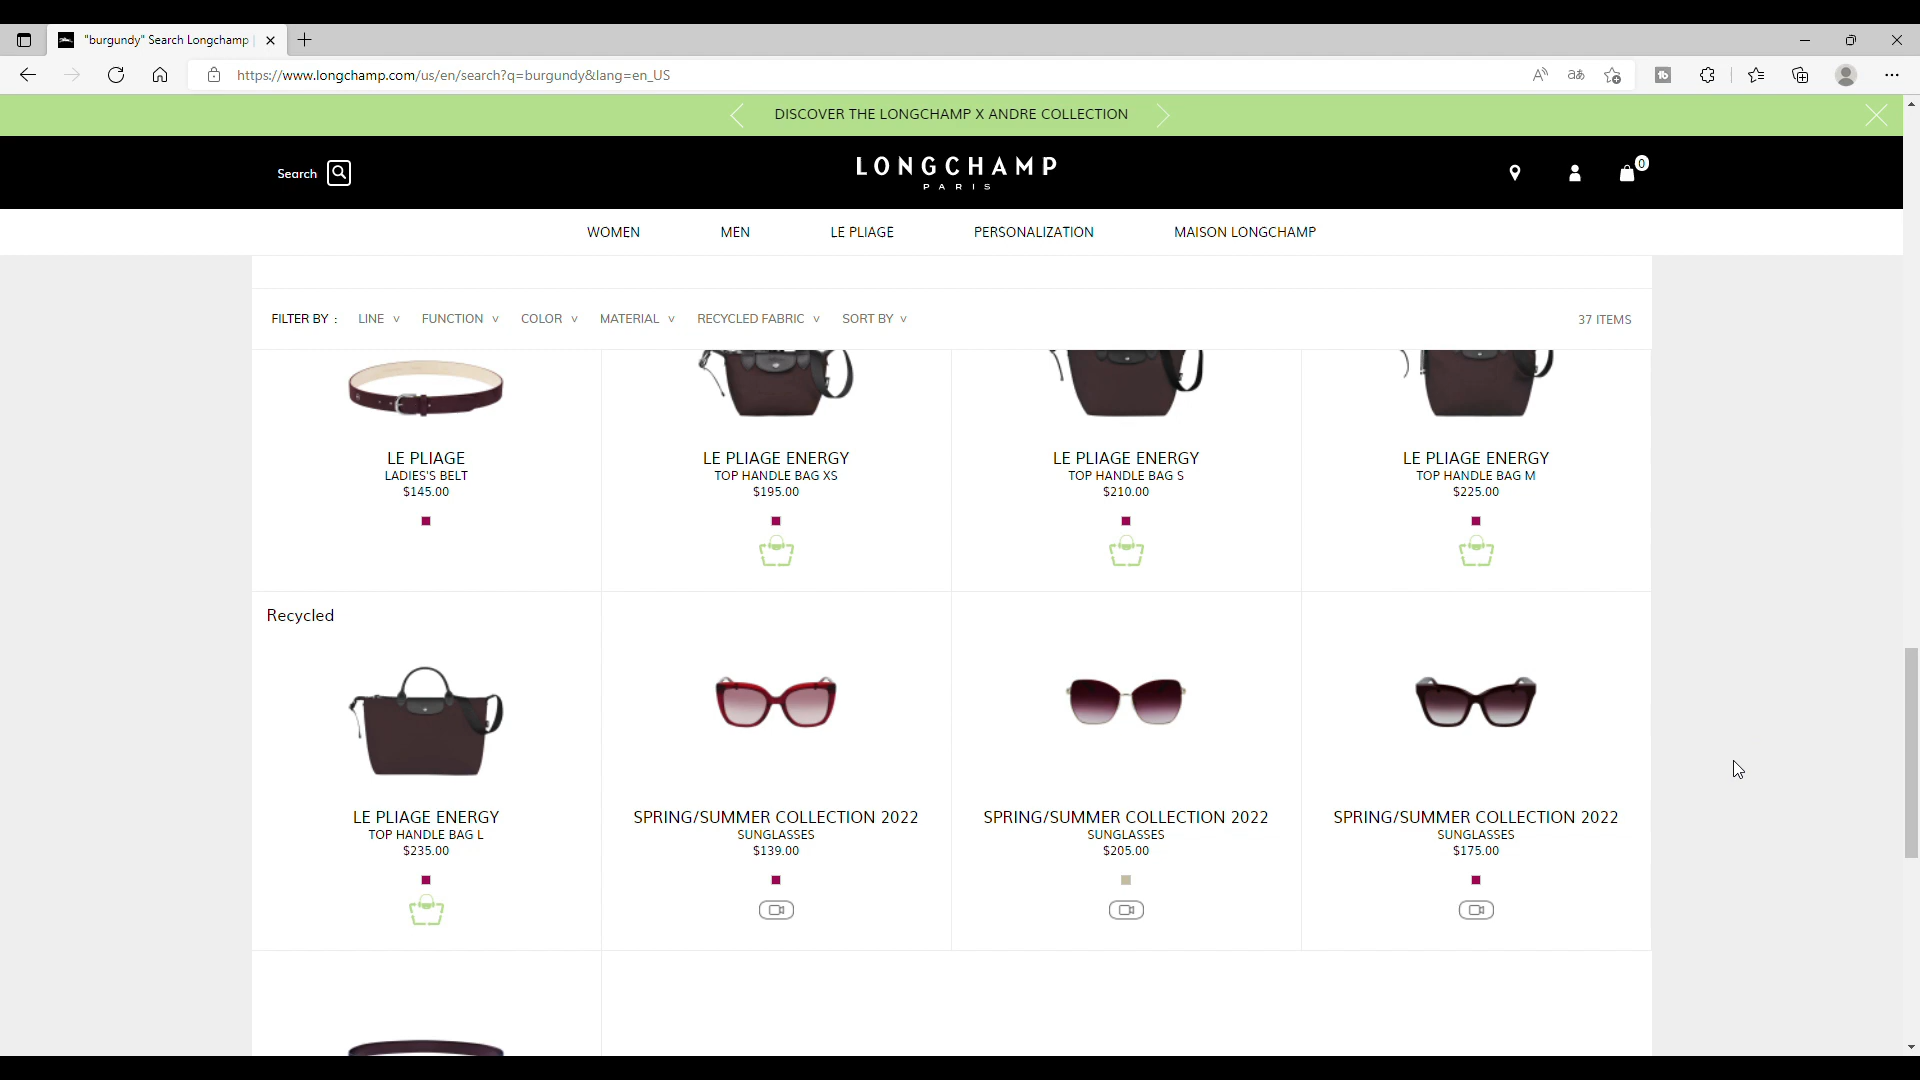 "burgundy" Search Longchamp
https://www.longchamp.com/us/en/search?q=burgundy&lang=en_US
DISCOVER THE LONGCHAMP X ANDRE COLLECTION
Search
LONGCHAMP
PARIS
0
WOMEN MEN LE PLIAGE PERSONALIZATION MAISON LONGCHAMP
FILTER BY : LINE FUNCTION COLOR MATERIAL RECYCLED FABRIC SORT BY 37 ITEMS
LE PLIAGE
LADIES'S BELT
$145.00
LE PLIAGE ENERGY
TOP HANDLE BAG XS
$195.00
LE PLIAGE ENERGY
TOP HANDLE BAG S
$210.00
LE PLIAGE ENERGY
TOP HANDLE BAG M
$225.00
Recycled
LE PLIAGE ENERGY
TOP HANDLE BAG L
$235.00
SPRING/SUMMER COLLECTION 2022
SUNGLASSES
$139.00
SPRING/SUMMER COLLECTION 2022
SUNGLASSES
$205.00
SPRING/SUMMER COLLECTION 2022
SUNGLASSES
$175.00